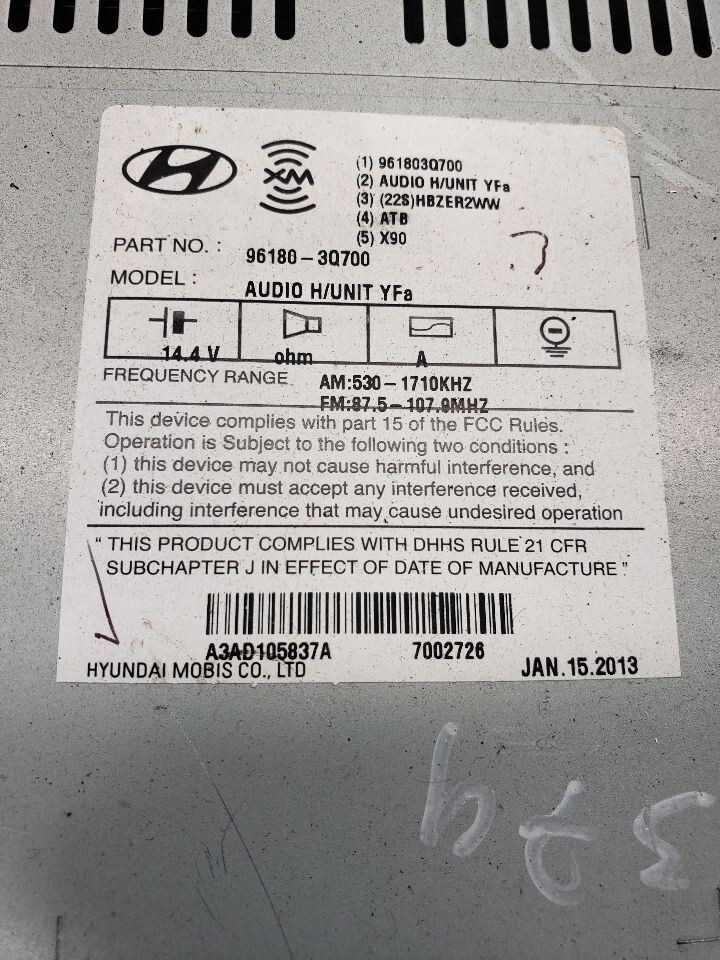 XM
(1) 961803Q700
(2) AUDIO H/UNIT YFa
(3) (22S)HBZER2WW
(4) ATB
(5) X90
PART NO. : 96180-3Q700
MODEL : AUDIO H/UNIT YFa
14.4 V ohm A
FREQUENCY RANGE AM:530-1710KHZ
FM:87.5-107.9MHZ
This device complies with part 15 of the FCC Rules.
Operation is Subject to the following two conditions :
(1) this device may not cause harmful interference, and
(2) this device must accept any interference received,
including interference that may cause undesired operation
" THIS PRODUCT COMPLIES WITH DHHS RULE 21 CFR
SUBCHAPTER J IN EFFECT OF DATE OF MANUFACTURE "
A3AD105837A 7002726
HYUNDAI MOBIS CO., LTD JAN.15.2013